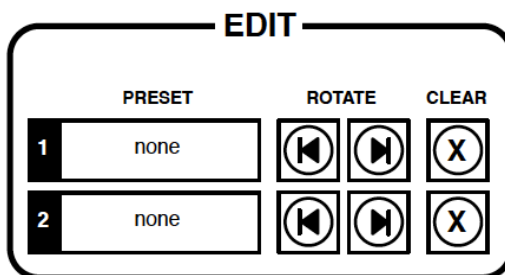 EDIT
PRESET ROTATE CLEAR
1 none X
2 none X